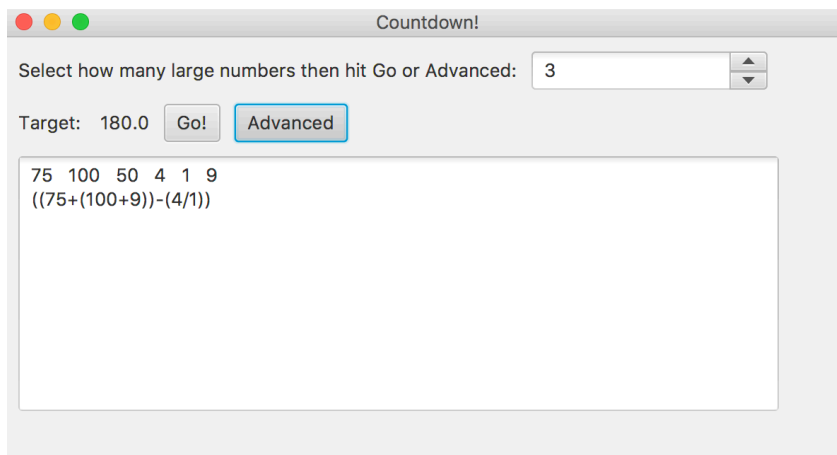 Countdown!
Select how many large numbers then hit Go or Advanced: 3
Target: 180.0 Go! Advanced
75 100 50 4 1 9
((75+(100+9))-(4/1))